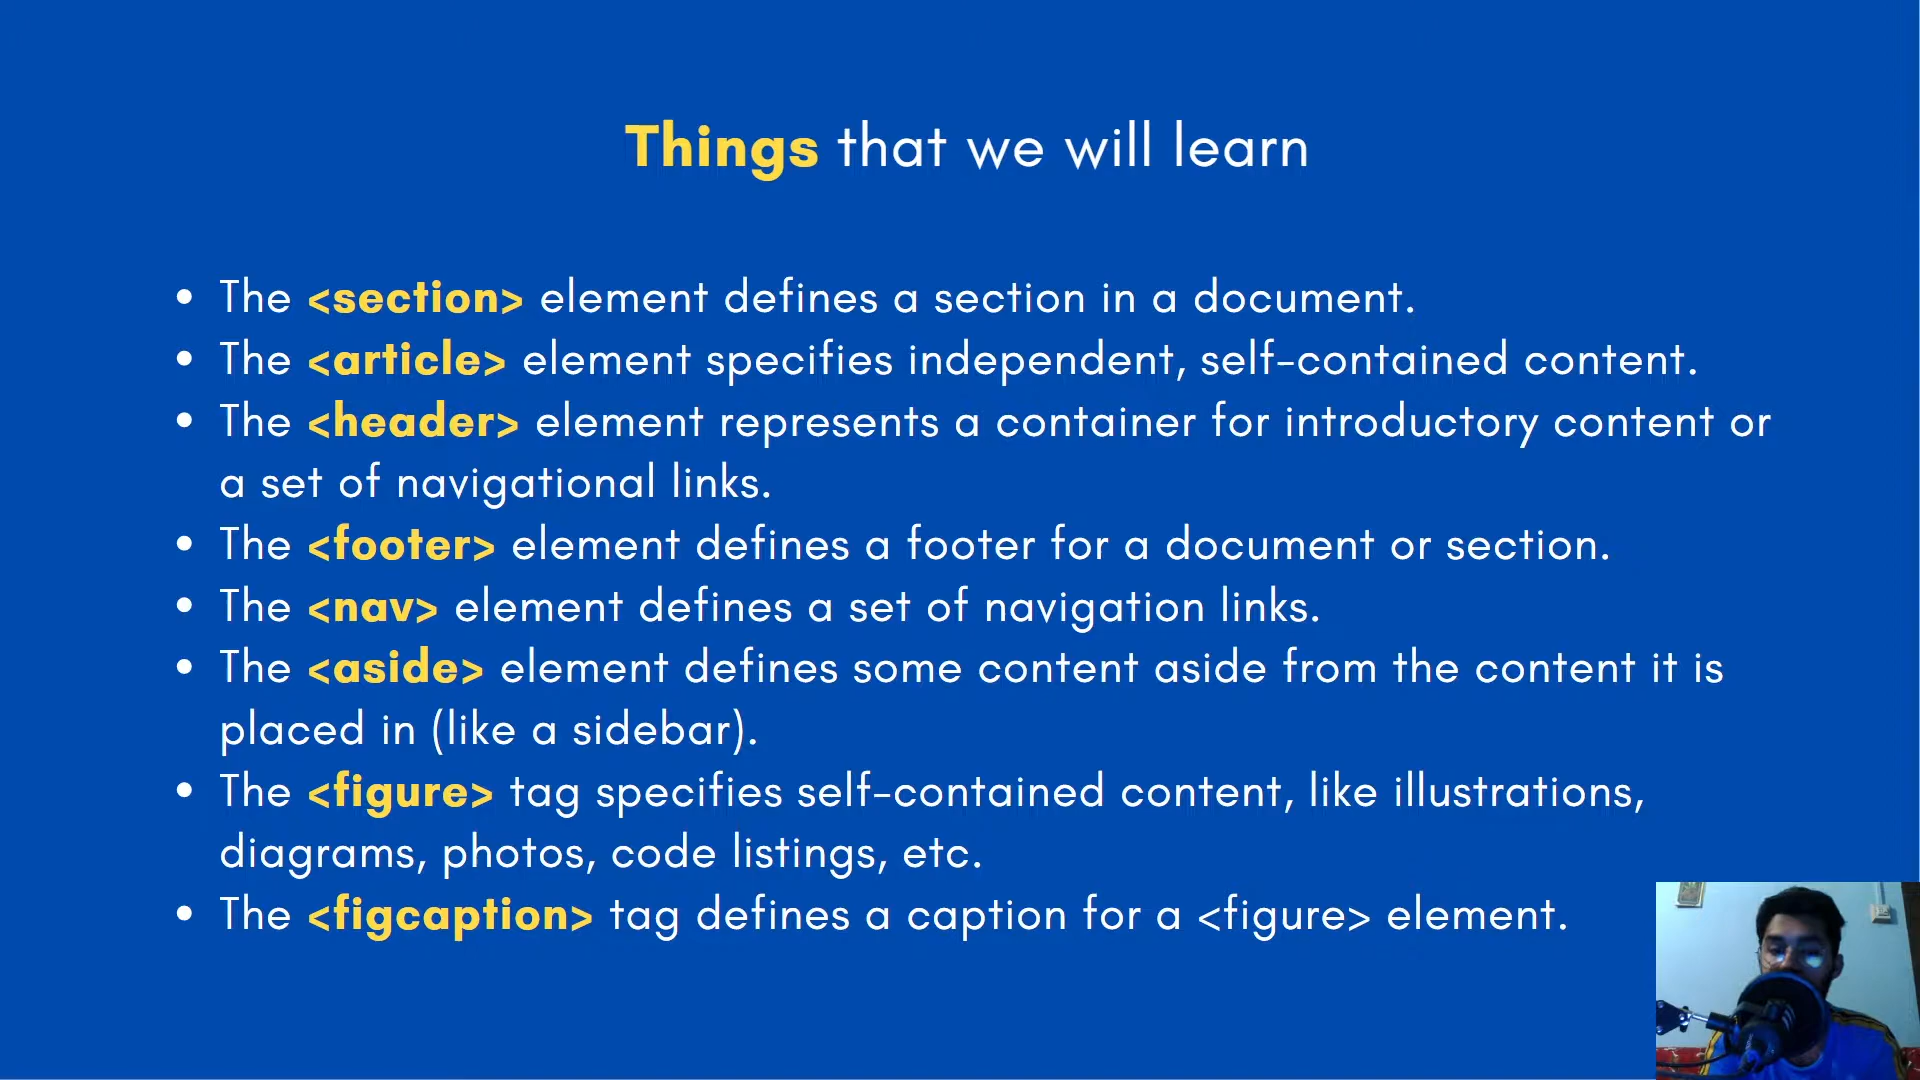 Things that we will learn
• The <section> element defines a section in a document.
• The <article> element specifies independent, self-contained content.
• The <header> element represents a container for introductory content or
a set of navigational links.
• The <footer> element defines a footer for a document or section.
• The <nav> element defines a set of navigation links.
• The <aside> element defines some content aside from the content it is
placed in (like a sidebar).
• The <figure> tag specifies self-contained content, like illustrations,
diagrams, photos, code listings, etc.
• The <figcaption> tag defines a caption for a <figure> element.